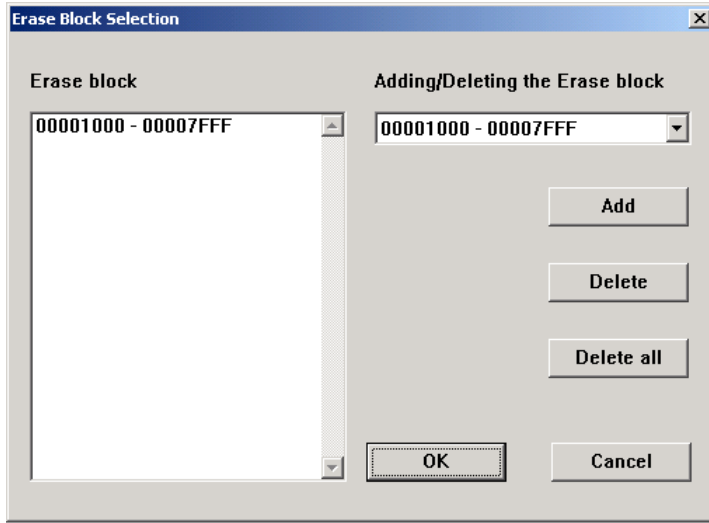 Erase Block Selection
Erase block
Adding/Deleting the Erase block
00001000 - 00007FFF
00001000 - 00007FFF
Add
Delete
Delete all
OK
Cancel